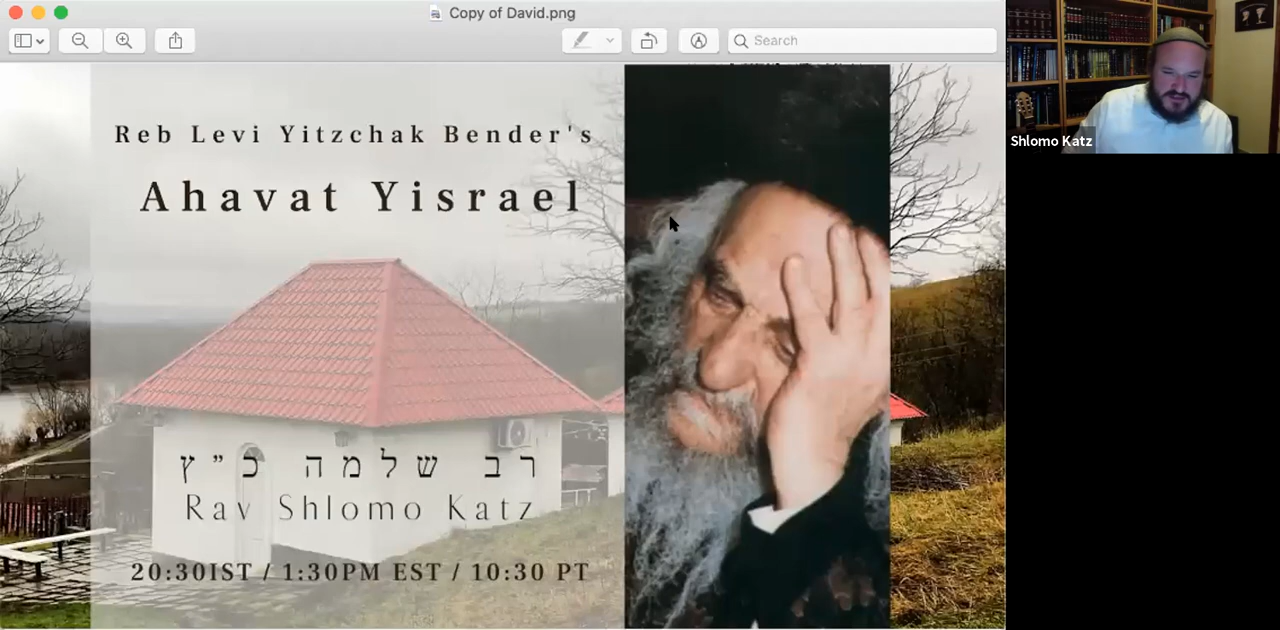 Copy of David.png
Search
Reb Levi Yitzchak Bender's
Ahavat Yisrael
רב שלמה כ"ץ
Rav Shlomo Katz
20:30IST / 1:30PM EST / 10:30 PT
Shlomo Katz